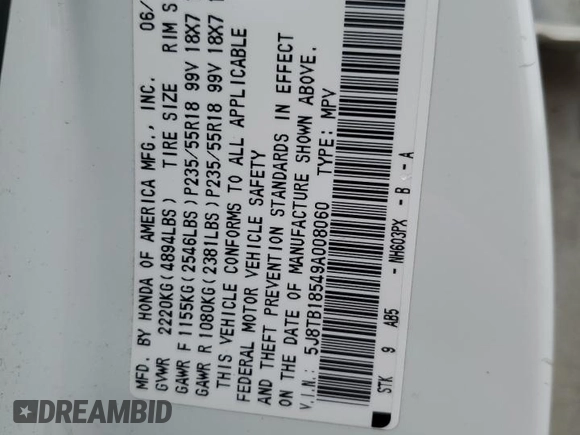 MFD. BY HONDA OF AMERICA MFG., INC. 06/
GVWR 2220KG(4894LBS) TIRE SIZE RIM S
GAWR F 1155KG(2546LBS)P235/55R18 99V 18X7
GAWR R 1080KG(2381LBS)P235/55R18 99V 18X7
THIS VEHICLE CONFORMS TO ALL APPLICABLE
FEDERAL MOTOR VEHICLE SAFETY
AND THEFT PREVENTION STANDARDS IN EFFECT
ON THE DATE OF MANUFACTURE SHOWN ABOVE.
V.I.N.: 5J8TB18549A008060 TYPE: MPV
STK 9 AB5 -NH603PX -B -A
DREAMBID